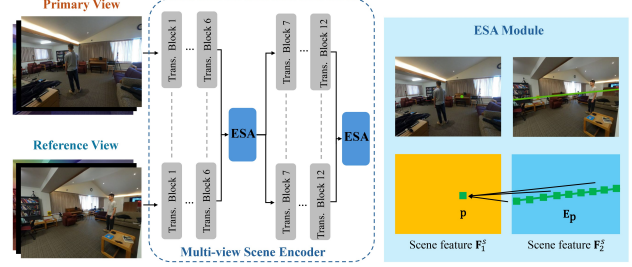 Primary View
Reference View
Trans. Block 1
...
Trans. Block 6
Trans. Block 7
...
Trans. Block 12
ESA
ESA
Trans. Block 1
...
Trans. Block 6
Trans. Block 7
...
Trans. Block 12
Multi-view Scene Encoder
ESA Module
p
E_p
Scene feature F₁ˢ
Scene feature F₂ˢ